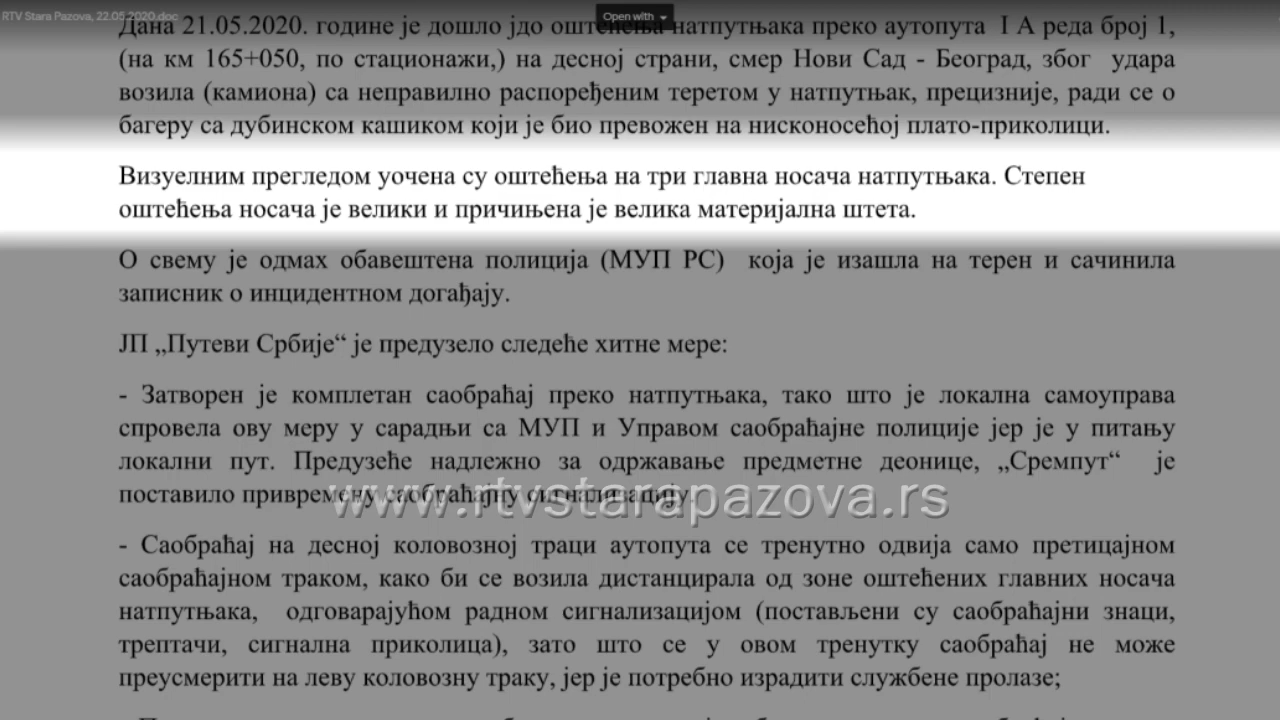 RTV Stara Pazova, 22.05.2020.doc
Open with
Дана 21.05.2020. године је дошло јдо оштећења натпутњака преко аутопута I А реда број 1,
(на км 165+050, по стационажи,) на десној страни, смер Нови Сад - Београд, због удара
возила (камиона) са неправилно распоређеним теретом у натпутњак, прецизније, ради се о
багеру са дубинском кашиком који је био превожен на нисконосећој плато-приколици.
Визуелним прегледом уочена су оштећења на три главна носача натпутњака. Степен
оштећења носача је велики и причињена је велика материјална штета.
О свему је одмах обавештена полиција (МУП РС) која је изашла на терен и сачинила
записник о инцидентном догађају.
ЈП „Путеви Србије“ је предузело следеће хитне мере:
- Затворен је комплетан саобраћај преко натпутњака, тако што је локална самоуправа
спровела ову меру у сарадњи са МУП и Управом саобраћајне полиције јер је у питању
локални пут. Предузеће надлежно за одржавање предметне деонице, „Сремпут“ је
поставило привремену саобраћајну сигнализацију.
www.rtvstarapazova.rs
- Саобраћај на десној коловозној траци аутопута се тренутно одвија само претицајном
саобраћајном траком, како би се возила дистанцирала од зоне оштећених главних носача
натпутњака, одговарајућом радном сигнализацијом (постављени су саобраћајни знаци,
трептачи, сигнална приколица), зато што се у овом тренутку саобраћај не може
преусмерити на леву коловозну траку, јер је потребно израдити службене пролазе;